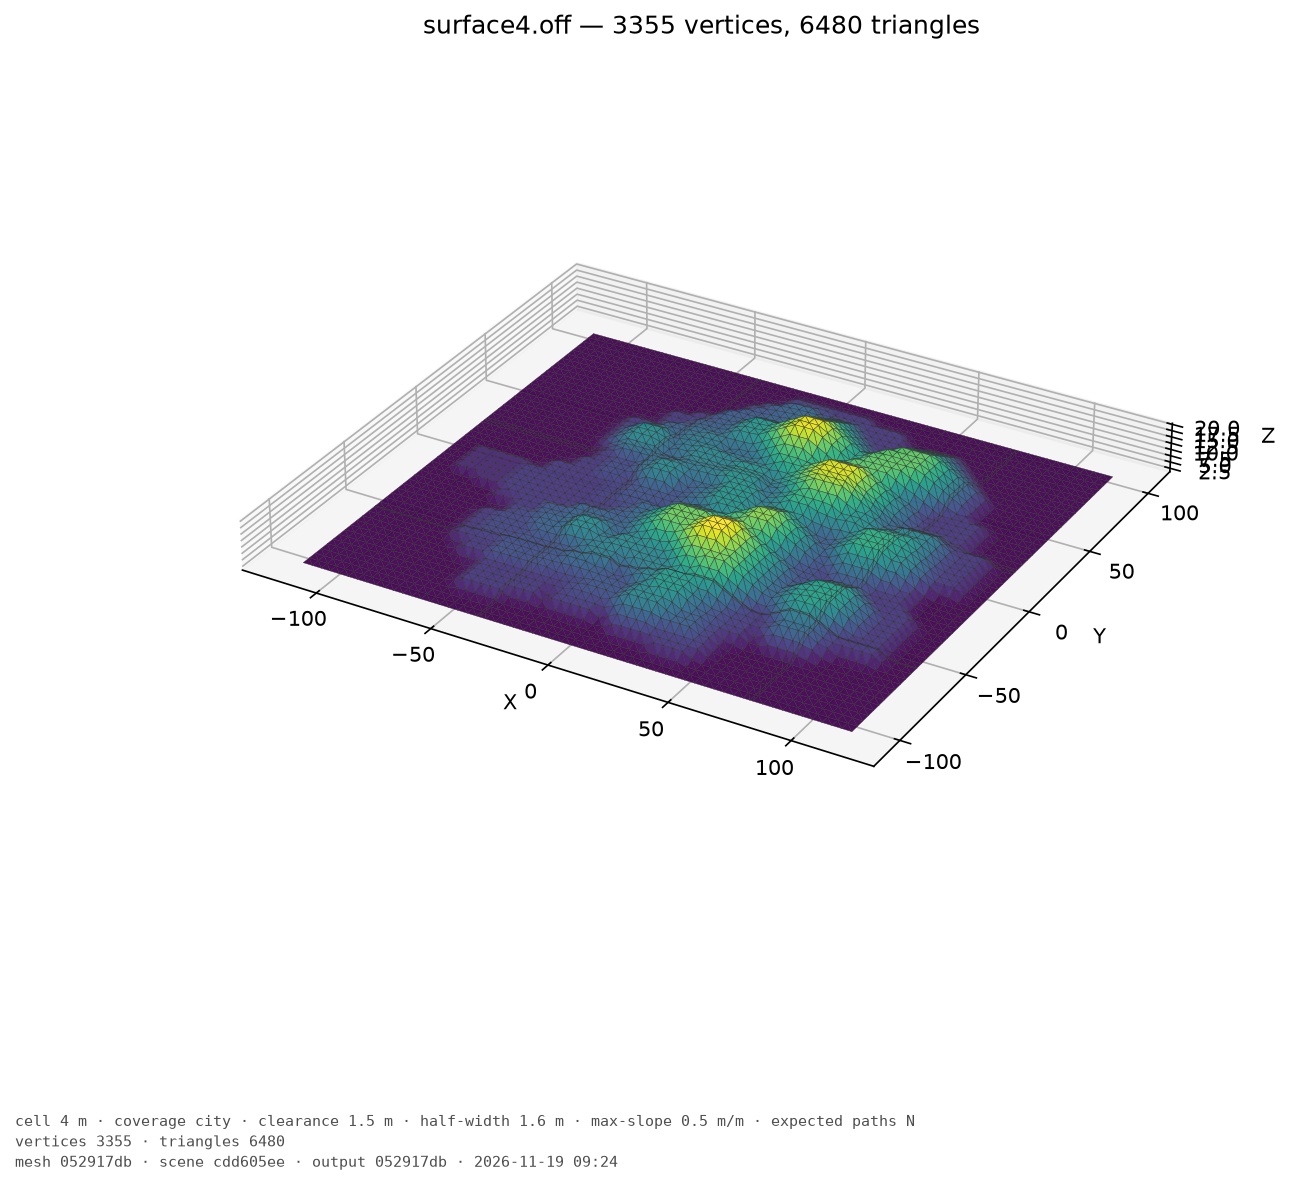 surface4.off — 3355 vertices, 6480 triangles
20.0
Z
2.5
100
50
0
Y
−50
−100
−100
−50
X
0
50
100
cell 4 m · coverage city · clearance 1.5 m · half-width 1.6 m · max-slope 0.5 m/m · expected paths N
vertices 3355 · triangles 6480
mesh 052917db · scene cdd605ee · output 052917db · 2026-11-19 09:24